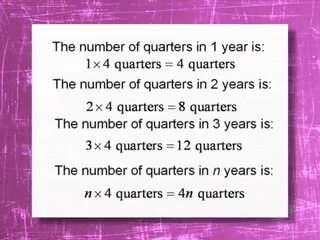 The number of quarters in 1 year is:
1 × 4 quarters = 4 quarters
The number of quarters in 2 years is:
2 × 4 quarters = 8 quarters
The number of quarters in 3 years is:
3 × 4 quarters = 12 quarters
The number of quarters in n years is:
n × 4 quarters = 4n quarters